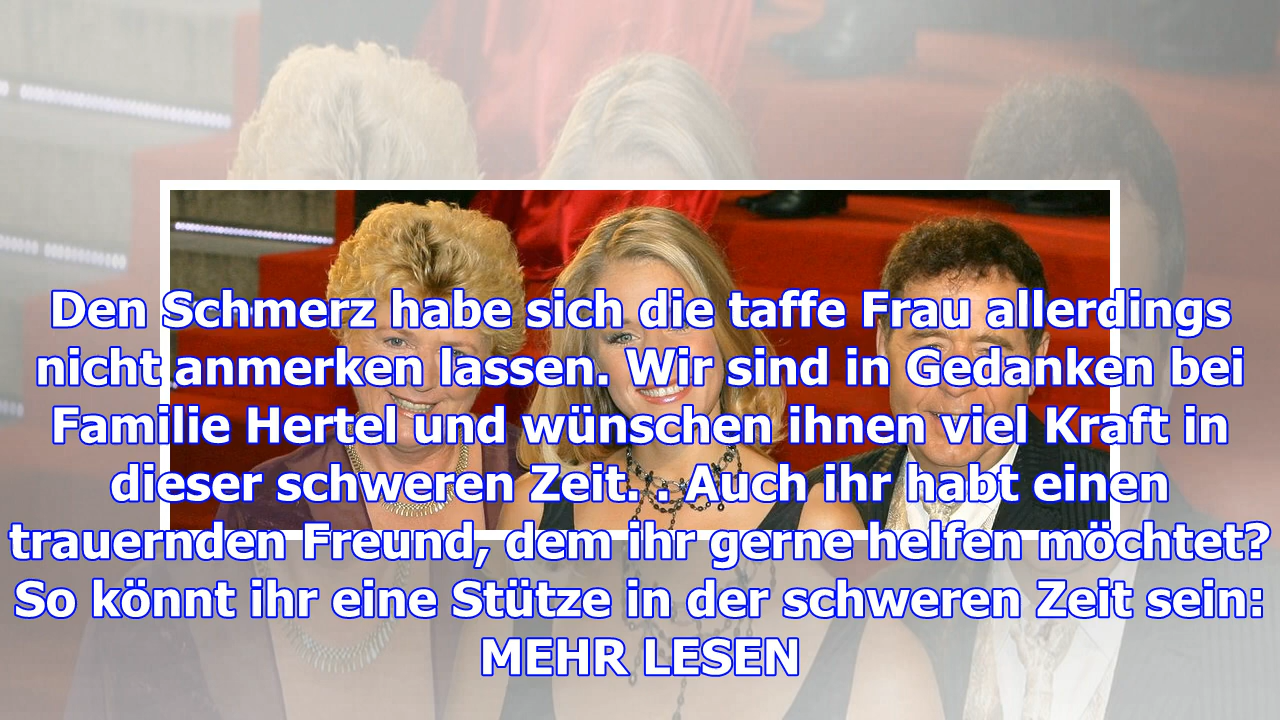 Den Schmerz habe sich die taffe Frau allerdings
nicht anmerken lassen. Wir sind in Gedanken bei
Familie Hertel und wünschen ihnen viel Kraft in
dieser schweren Zeit. . Auch ihr habt einen
trauernden Freund, dem ihr gerne helfen möchtet?
So könnt ihr eine Stütze in der schweren Zeit sein:
MEHR LESEN